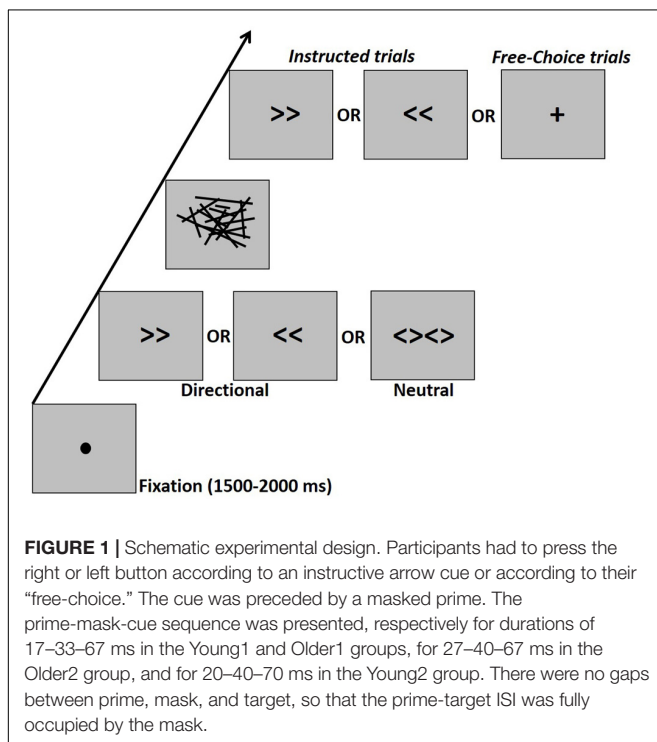 Instructed trials Free-Choice trials
>> OR << OR +
>> OR << OR <><>
Directional Neutral
Fixation (1500-2000 ms)
FIGURE 1 | Schematic experimental design. Participants had to press the
right or left button according to an instructive arrow cue or according to their
“free-choice.” The cue was preceded by a masked prime. The
prime-mask-cue sequence was presented, respectively for durations of
17–33–67 ms in the Young1 and Older1 groups, for 27–40–67 ms in the
Older2 group, and for 20–40–70 ms in the Young2 group. There were no gaps
between prime, mask, and target, so that the prime-target ISI was fully
occupied by the mask.